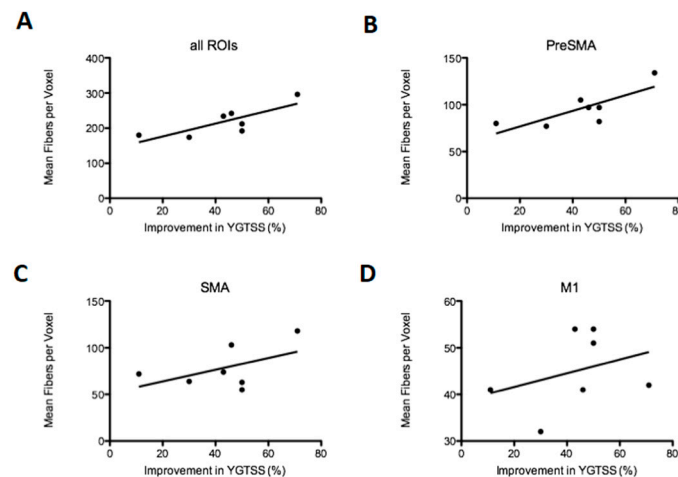 A
all ROIs
Mean Fibers per Voxel
400
300
200
100
0
0 20 40 60 80
Improvement in YGTSS (%)
B
PreSMA
Mean Fibers per Voxel
150
100
50
0
0 20 40 60 80
Improvement in YGTSS (%)
C
SMA
Mean Fibers per Voxel
150
100
50
0
0 20 40 60 80
Improvement in YGTSS (%)
D
M1
Mean Fibers per Voxel
60
50
40
30
0 20 40 60 80
Improvement in YGTSS (%)